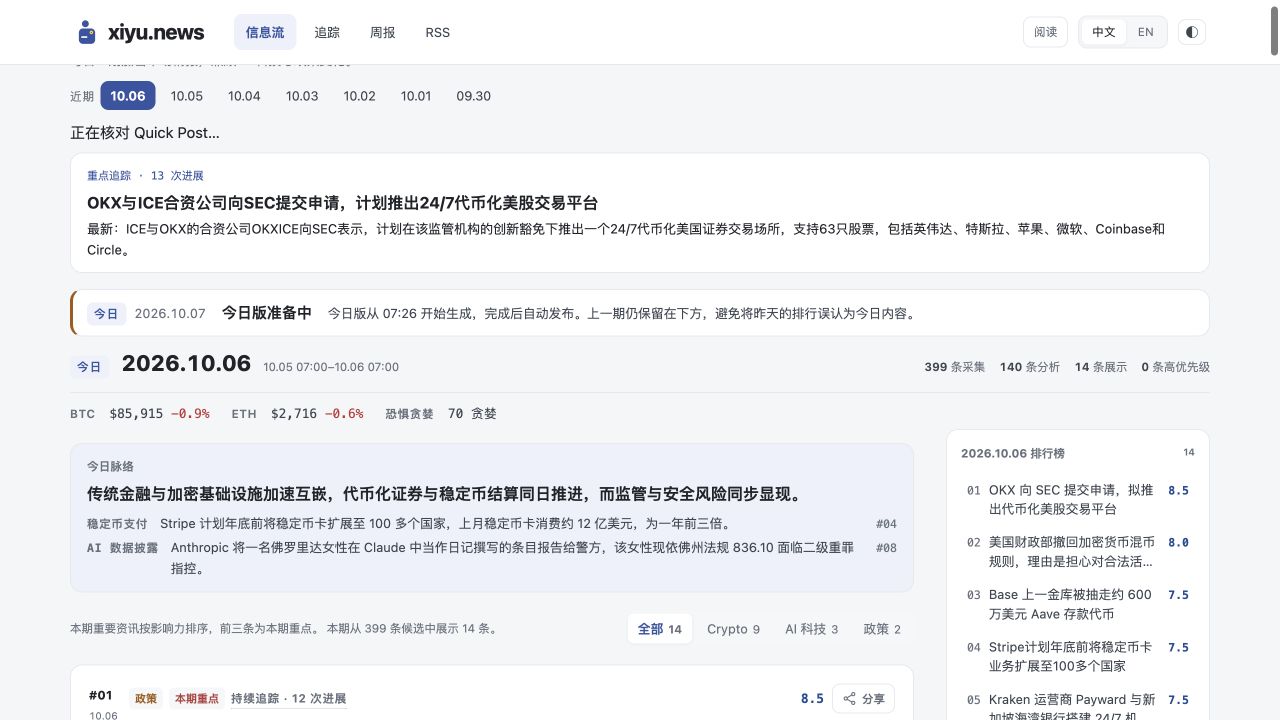 xiyu.news
信息流 追踪 周报 RSS
阅读 中文 EN
近期 10.06 10.05 10.04 10.03 10.02 10.01 09.30
正在核对 Quick Post...
重点追踪 · 13 次进展
OKX与ICE合资公司向SEC提交申请，计划推出24/7代币化美股交易平台
最新：ICE与OKX的合资公司OKXICE向SEC表示，计划在该监管机构的创新豁免下推出一个24/7代币化美国证券交易场所，支持63只股票，包括英伟达、特斯拉、苹果、微软、Coinbase和
Circle。
今日 2026.10.07 今日版准备中 今日版从 07:26 开始生成，完成后自动发布。上一期仍保留在下方，避免将昨天的排行误认为今日内容。
今日 2026.10.06 10.05 07:00–10.06 07:00
399 条采集 140 条分析 14 条展示 0 条高优先级
BTC $85,915 −0.9% ETH $2,716 −0.6% 恐惧贪婪 70 贪婪
今日脉络
传统金融与加密基础设施加速互嵌，代币化证券与稳定币结算同日推进，而监管与安全风险同步显现。
稳定币支付 Stripe 计划年底前将稳定币卡扩展至 100 多个国家，上月稳定币卡消费约 12 亿美元，为一年前三倍。 #04
AI 数据披露 Anthropic 将一名佛罗里达女性在 Claude 中当作日记撰写的条目报告给警方，该女性现依佛州法规 836.10 面临二级重罪 #08
指控。
本期重要资讯按影响力排序，前三条为本期重点。 本期从 399 条候选中展示 14 条。
全部 14 Crypto 9 AI 科技 3 政策 2
#01 政策 本期重点 持续追踪 · 12 次进展 8.5 分享
10.06
2026.10.06 排行榜 14
01 OKX 向 SEC 提交申请，拟推 8.5
出代币化美股交易平台
02 美国财政部撤回加密货币混币 8.0
规则，理由是担心对合法活...
03 Base 上一金库被抽走约 600 7.5
万美元 Aave 存款代币
04 Stripe计划年底前将稳定币卡 7.5
业务扩展至100多个国家
05 Kraken 运营商 Payward 与新 7.5
加坡海湾银行搭建 24/7 机